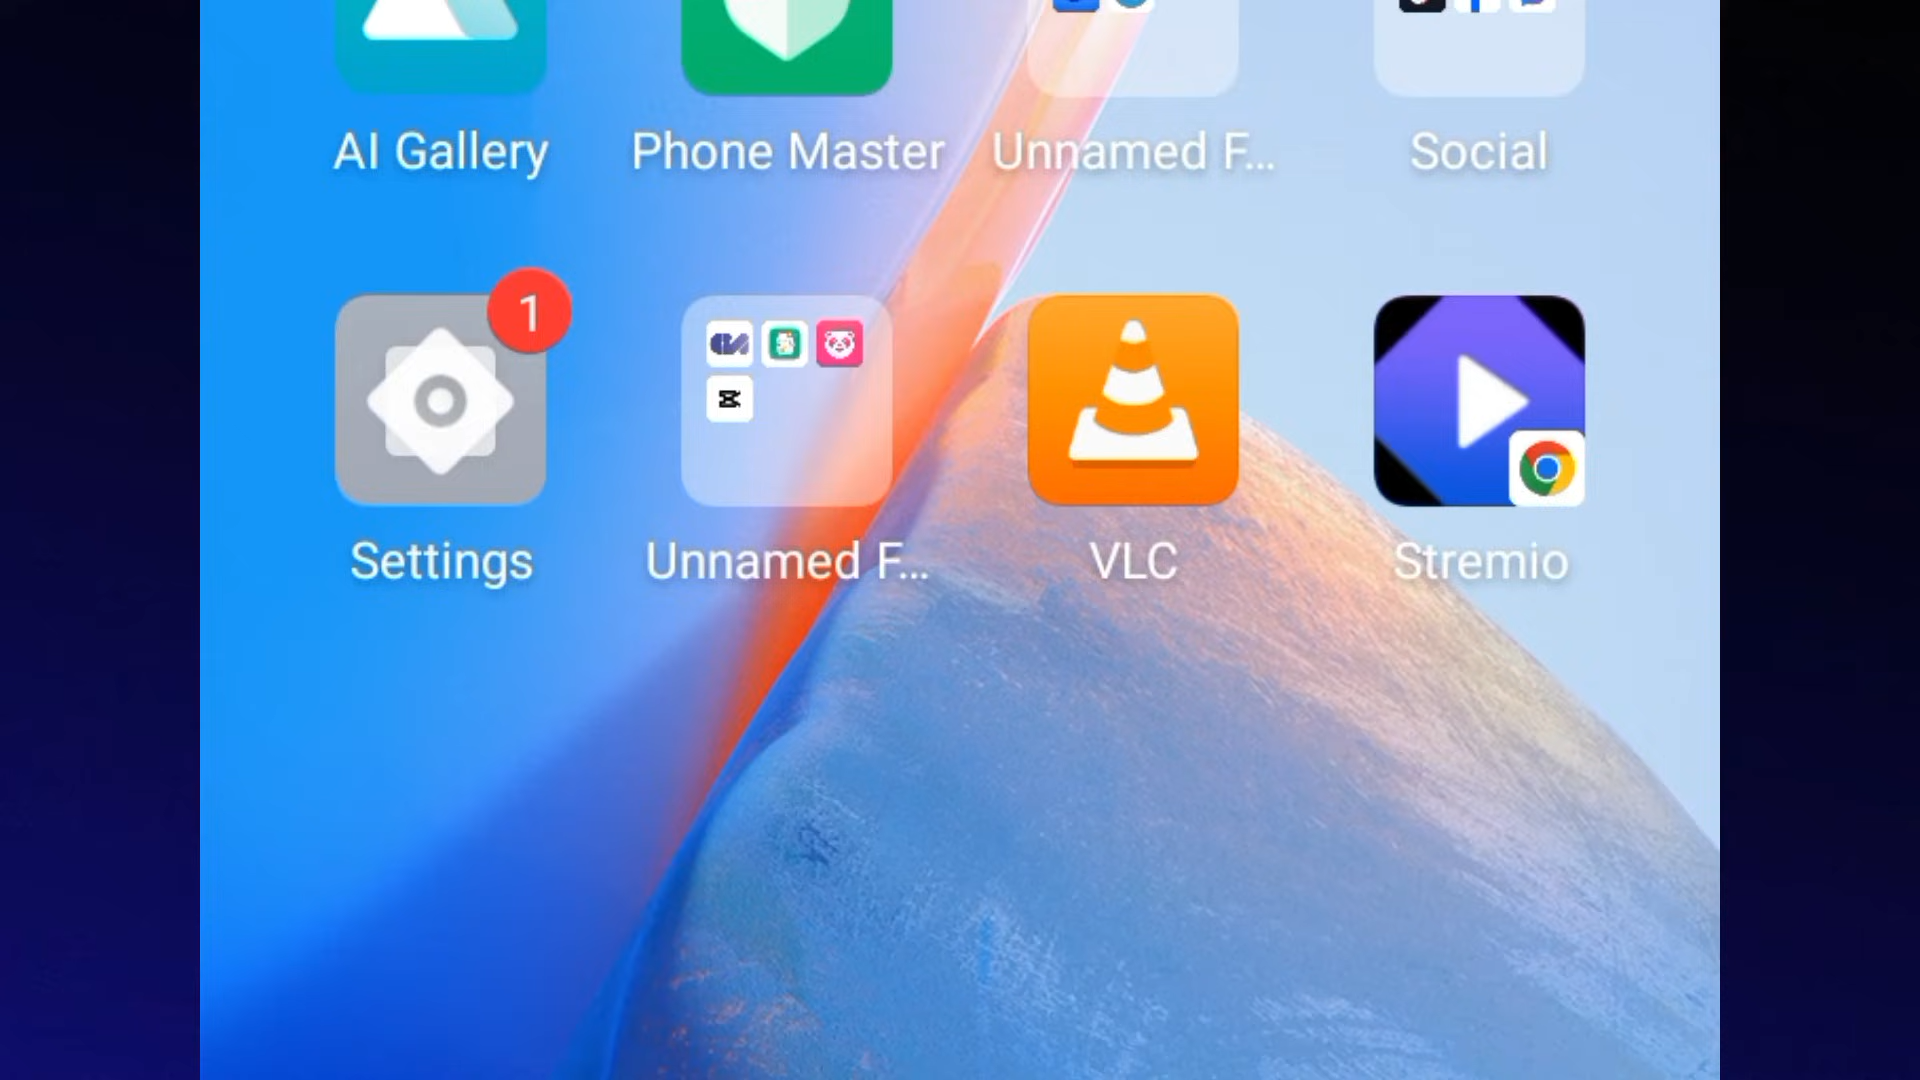 AI Gallery Phone Master Unnamed F... Social
1
Settings Unnamed F... VLC Stremio